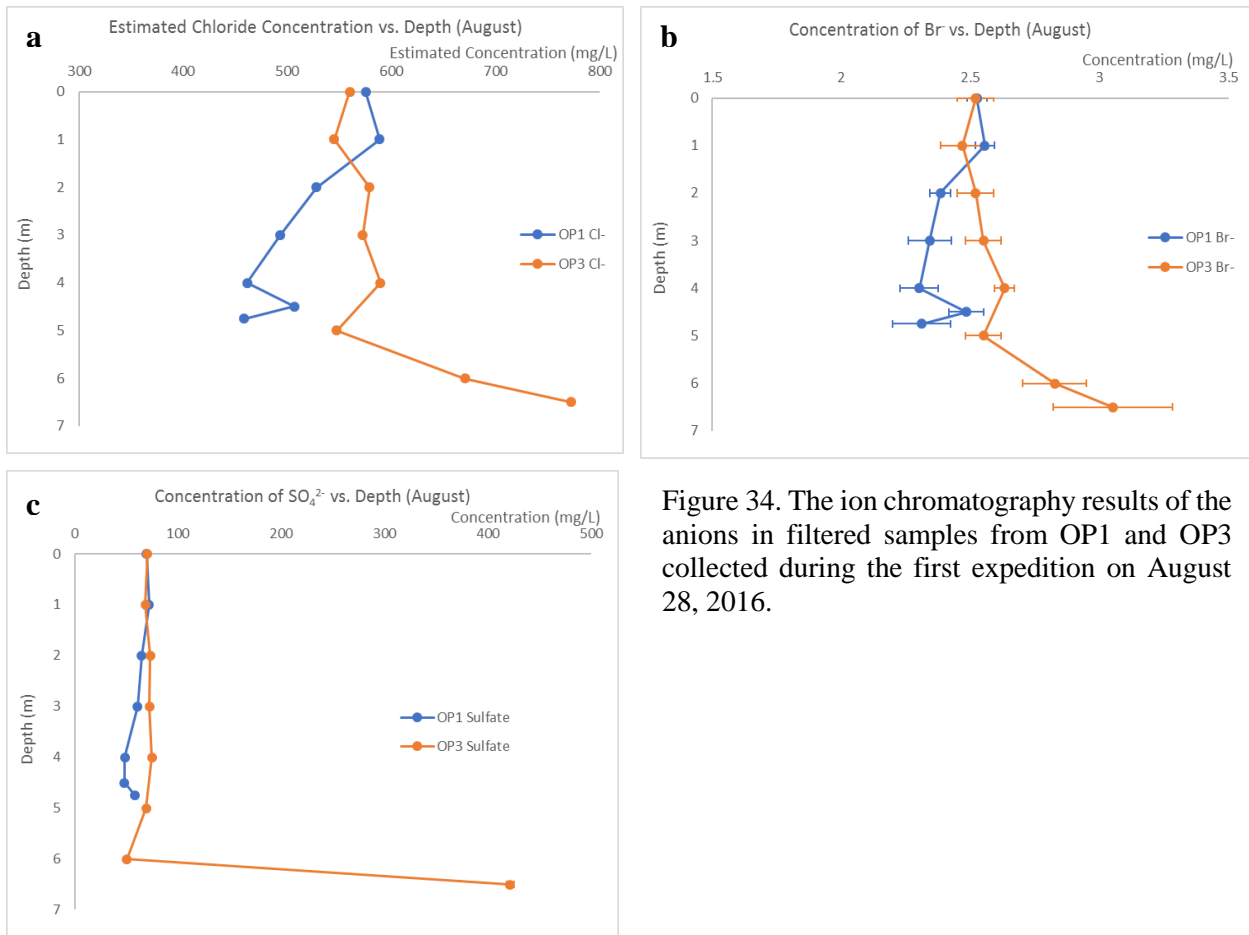 a
Estimated Chloride Concentration vs. Depth (August)
Estimated Concentration (mg/L)
300 400 500 600 700 800
0
1
2
3
4
5
6
7
Depth (m)
OP1 Cl-
OP3 Cl-
b
Concentration of Br⁻ vs. Depth (August)
Concentration (mg/L)
1.5 2 2.5 3 3.5
0
1
2
3
4
5
6
7
Depth (m)
OP1 Br-
OP3 Br-
c
Concentration of SO₄²⁻ vs. Depth (August)
Concentration (mg/L)
0 100 200 300 400 500
0
1
2
3
4
5
6
7
Depth (m)
OP1 Sulfate
OP3 Sulfate
Figure 34. The ion chromatography results of the
anions in filtered samples from OP1 and OP3
collected during the first expedition on August
28, 2016.